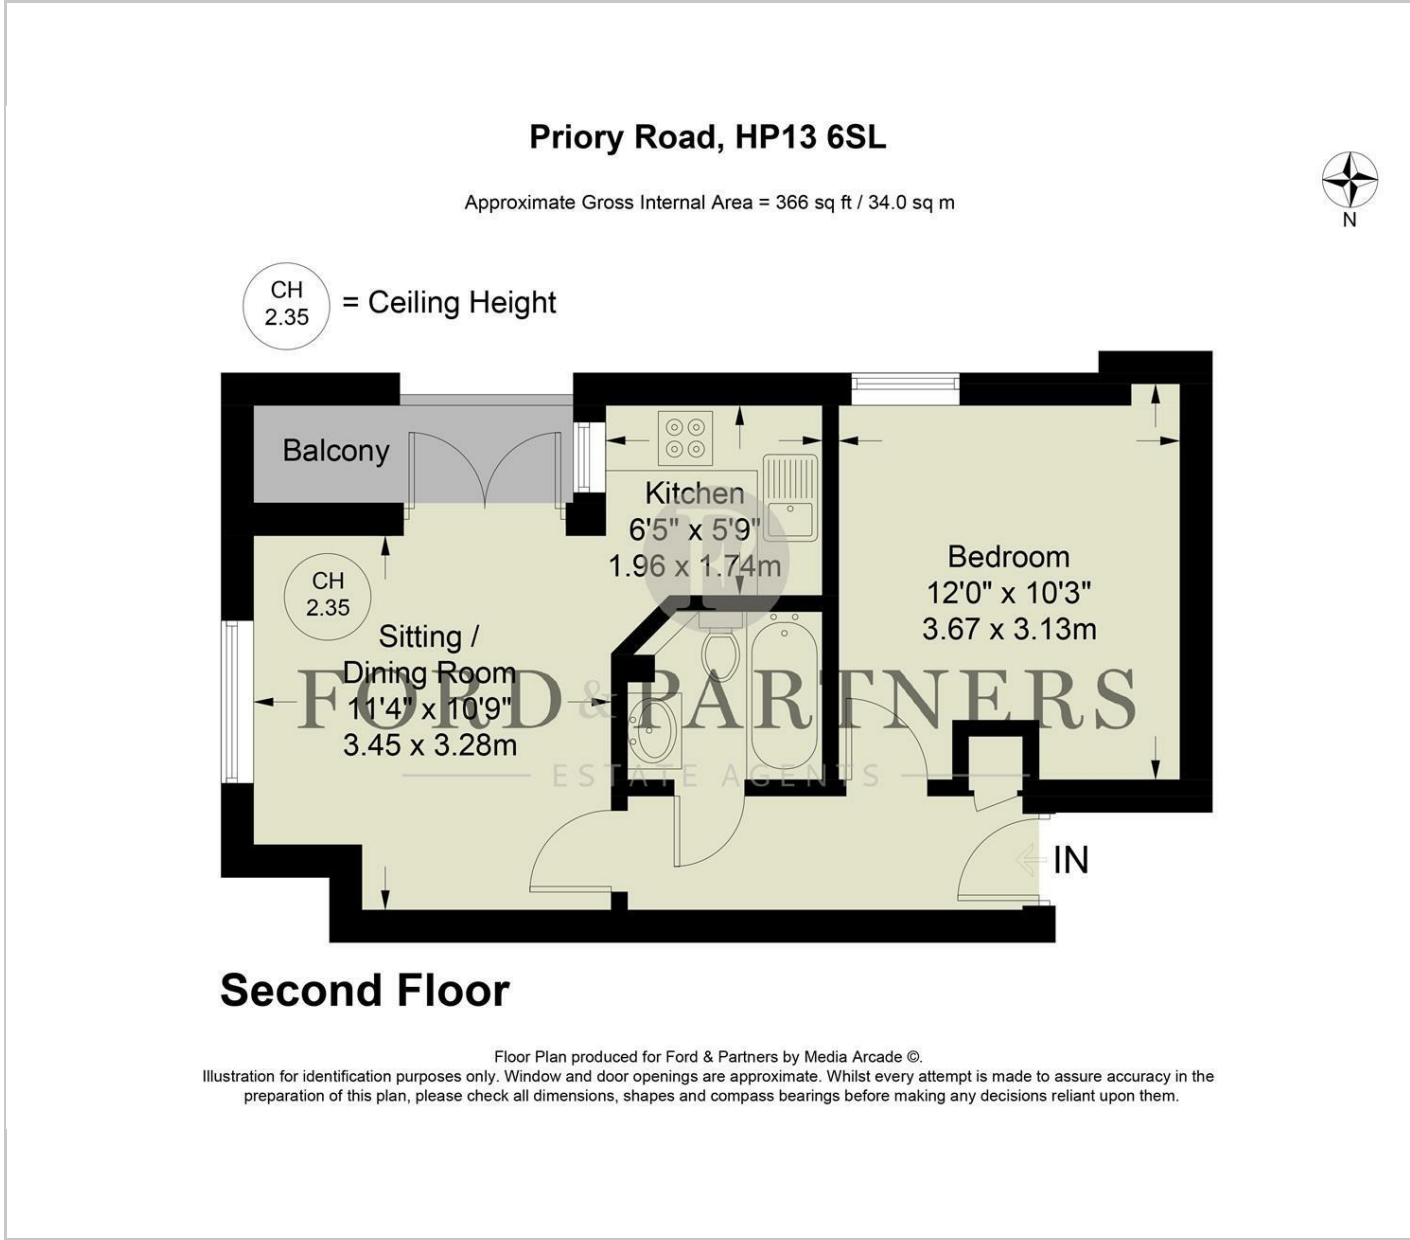 Priory Road, HP13 6SL
Approximate Gross Internal Area = 366 sq ft / 34.0 sq m
N
CH
2.35
= Ceiling Height
Balcony
Kitchen
6'5" x 5'9"
1.96 x 1.74m
Bedroom
12'0" x 10'3"
3.67 x 3.13m
CH
2.35
Sitting /
Dining Room
11'4" x 10'9"
3.45 x 3.28m
F
FORD & PARTNERS
ESTATE AGENTS
IN
Second Floor
Floor Plan produced for Ford & Partners by Media Arcade ©.
Illustration for identification purposes only. Window and door openings are approximate. Whilst every attempt is made to assure accuracy in the
preparation of this plan, please check all dimensions, shapes and compass bearings before making any decisions reliant upon them.